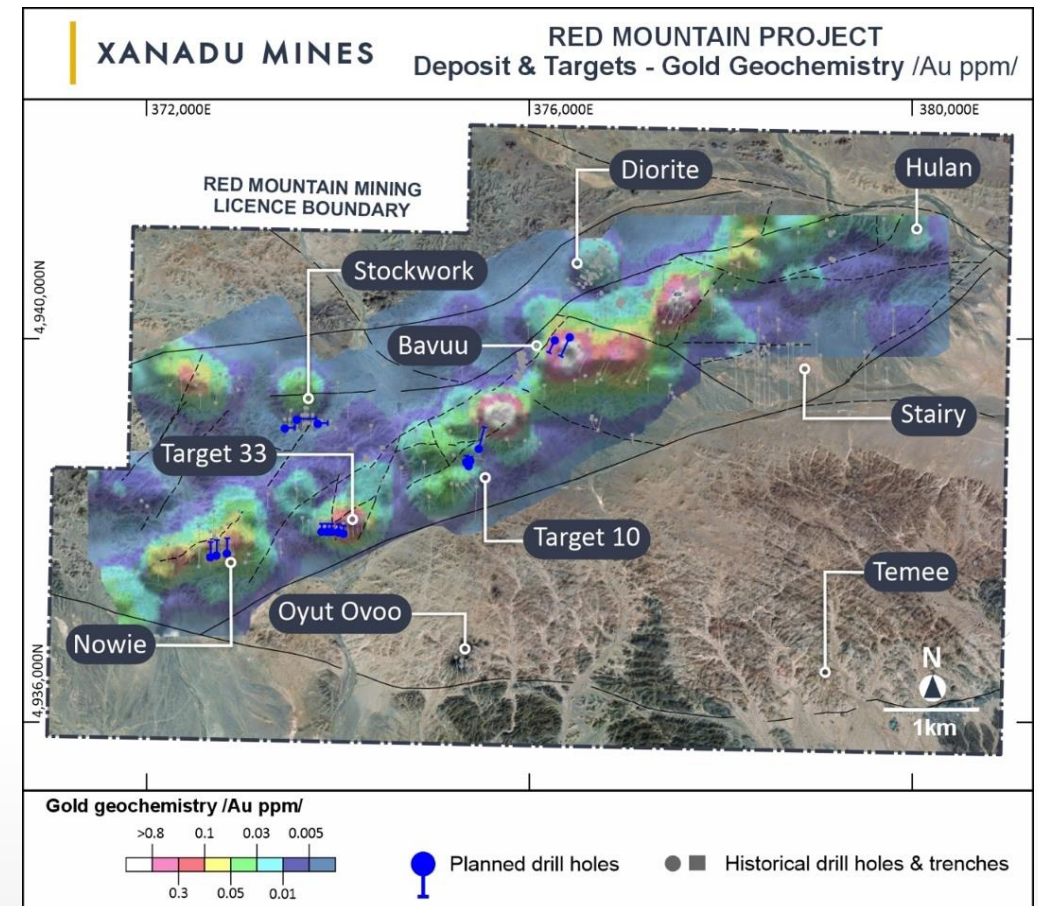 XANADU MINES
RED MOUNTAIN PROJECT
Deposit & Targets - Gold Geochemistry /Au ppm/
372,000E
376,000E
380,000E
Diorite
Hulan
RED MOUNTAIN MINING
LICENCE BOUNDARY
Stockwork
4,940,000N
Bavuu
Stairy
Target 33
Target 10
Temee
Oyut Ovoo
Nowie
4,936,000N
N
1km
Gold geochemistry /Au ppm/
>0.8 0.1 0.03 0.005
0.3 0.05 0.01
Planned drill holes
Historical drill holes & trenches